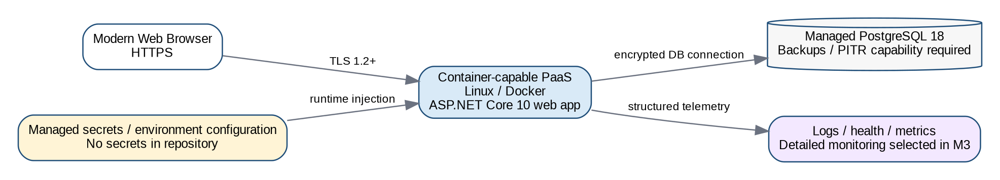 Modern Web Browser
HTTPS
TLS 1.2+
Managed secrets / environment configuration
No secrets in repository
runtime injection
Container-capable PaaS
Linux / Docker
ASP.NET Core 10 web app
encrypted DB connection
structured telemetry
Managed PostgreSQL 18
Backups / PITR capability required
Logs / health / metrics
Detailed monitoring selected in M3